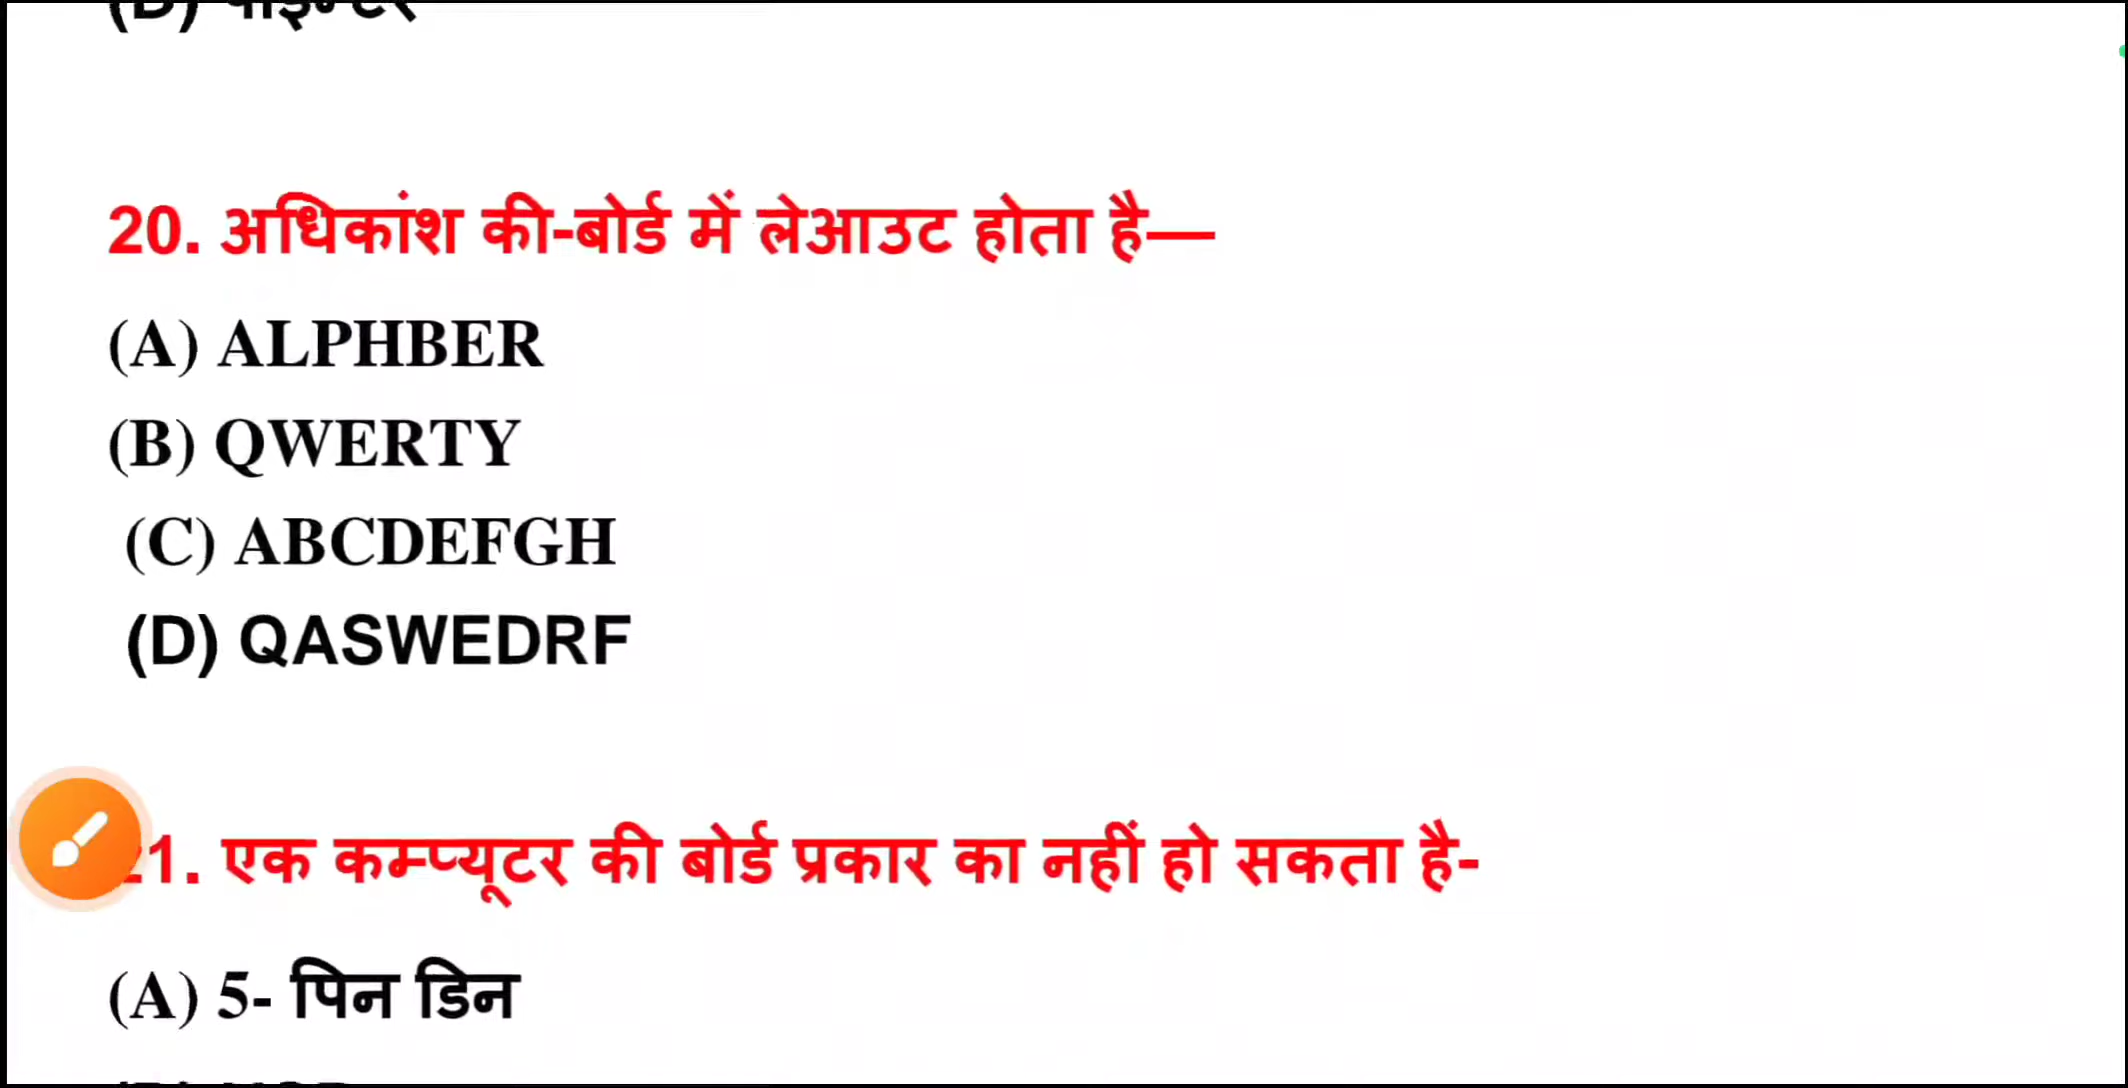 20. अधिकांश की-बोर्ड में लेआउट होता है—
(A) ALPHBER
(B) QWERTY
(C) ABCDEFGH
(D) QASWEDRF
1. एक कम्प्यूटर की बोर्ड प्रकार का नहीं हो सकता है-
(A) 5- पिन डिन